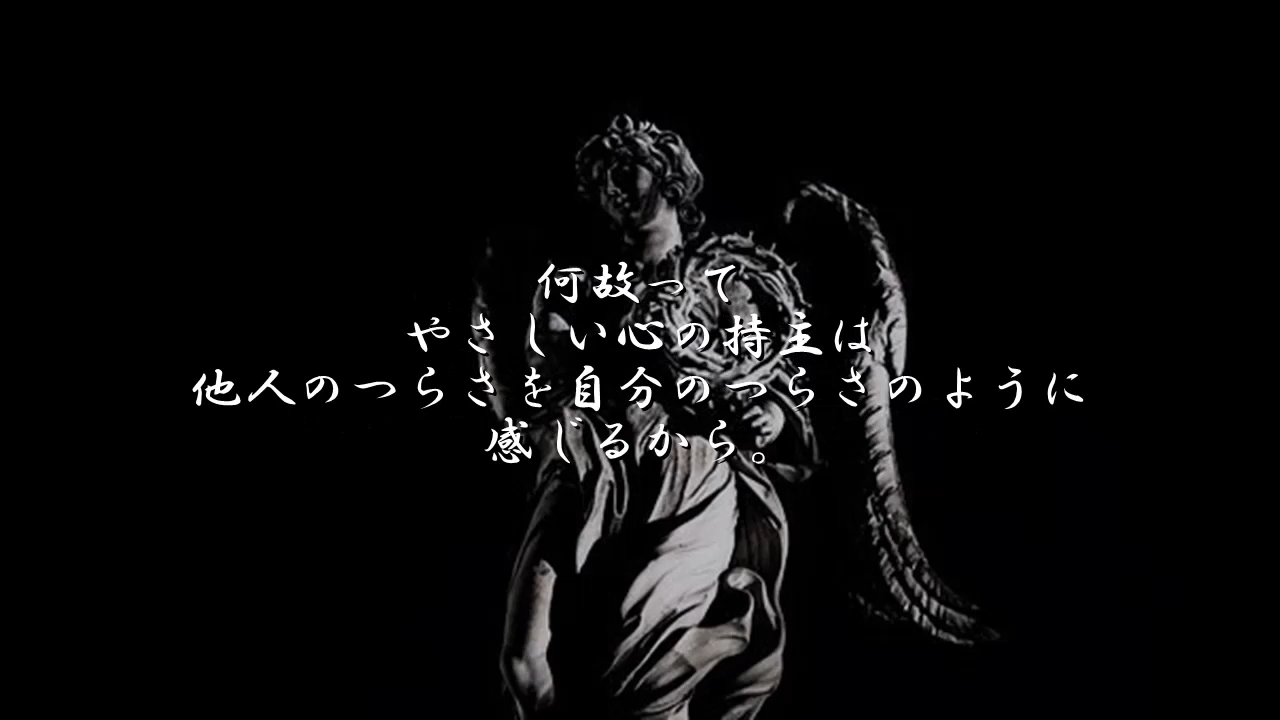 何故って
やさしい心の持主は
他人のつらさを自分のつらさのように
感じるから。